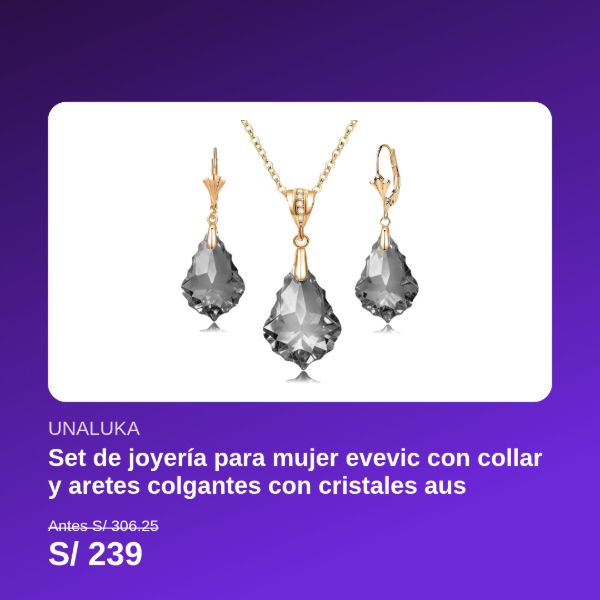 UNALUKA
Set de joyería para mujer evevic con collar
y aretes colgantes con cristales aus
Antes S/ 306.25
S/ 239